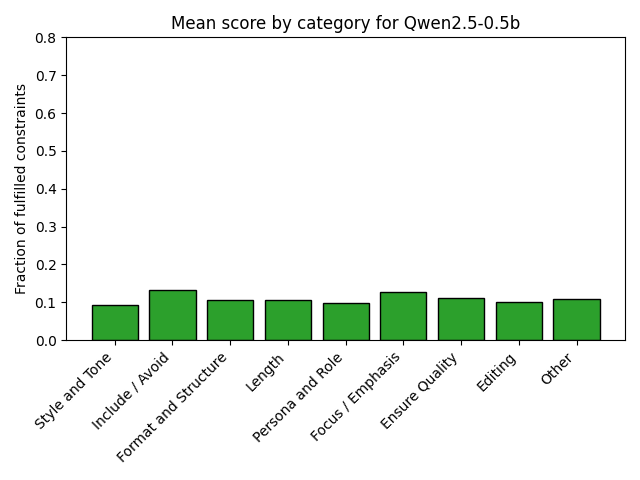 Mean score by category for Qwen2.5-0.5b
Fraction of fulfilled constraints
0.8
0.7
0.6
0.5
0.4
0.3
0.2
0.1
0.0
Style and Tone
Include / Avoid
Format and Structure
Length
Persona and Role
Focus / Emphasis
Ensure Quality
Editing
Other